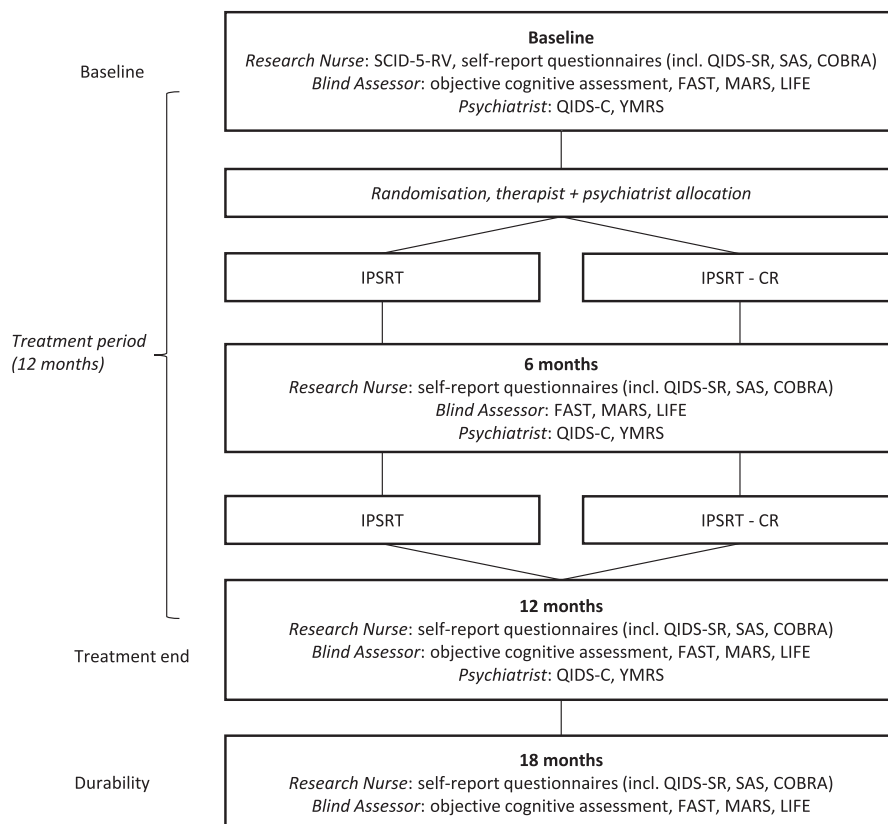 Baseline
Baseline
Research Nurse: SCID-5-RV, self-report questionnaires (incl. QIDS-SR, SAS, COBRA)
Blind Assessor: objective cognitive assessment, FAST, MARS, LIFE
Psychiatrist: QIDS-C, YMRS
Randomisation, therapist + psychiatrist allocation
IPSRT
IPSRT - CR
Treatment period
(12 months)
6 months
Research Nurse: self-report questionnaires (incl. QIDS-SR, SAS, COBRA)
Blind Assessor: FAST, MARS, LIFE
Psychiatrist: QIDS-C, YMRS
IPSRT
IPSRT - CR
12 months
Research Nurse: self-report questionnaires (incl. QIDS-SR, SAS, COBRA)
Blind Assessor: objective cognitive assessment, FAST, MARS, LIFE
Psychiatrist: QIDS-C, YMRS
Treatment end
18 months
Research Nurse: self-report questionnaires (incl. QIDS-SR, SAS, COBRA)
Blind Assessor: objective cognitive assessment, FAST, MARS, LIFE
Durability